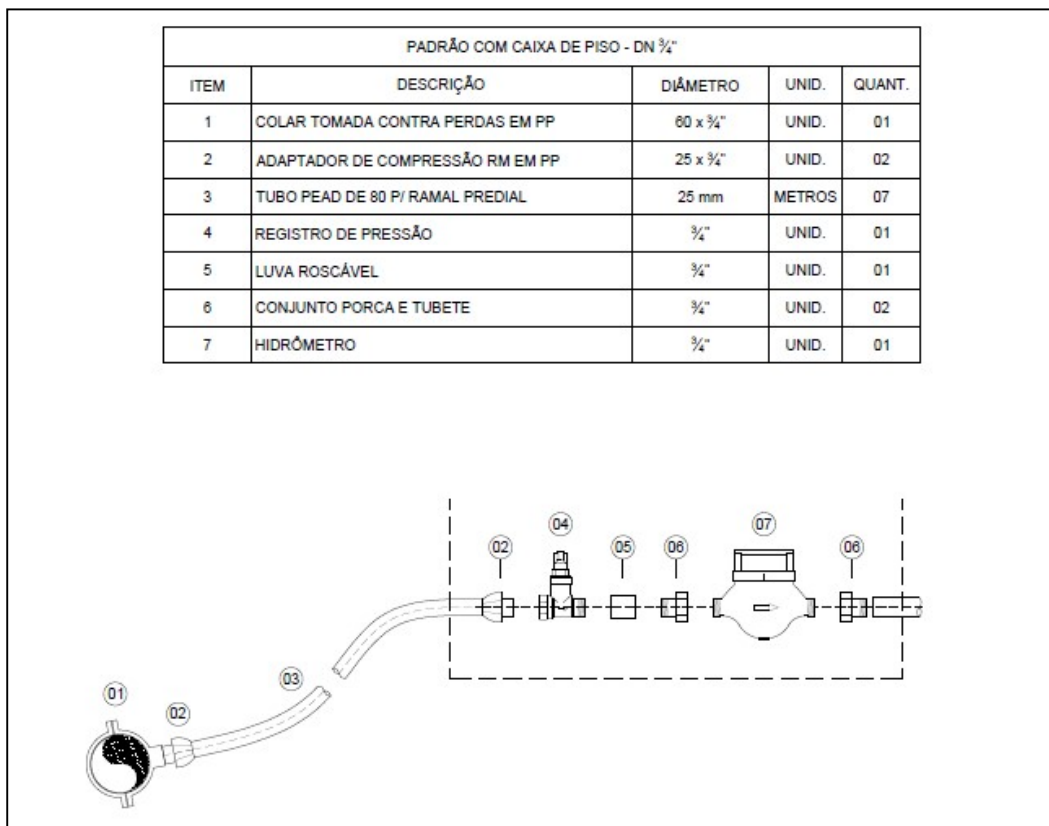 PADRÃO COM CAIXA DE PISO - DN ¾"
ITEM DESCRIÇÃO DIÂMETRO UNID. QUANT.
1 COLAR TOMADA CONTRA PERDAS EM PP 60 x ¾" UNID. 01
2 ADAPTADOR DE COMPRESSÃO RM EM PP 25 x ¾" UNID. 02
3 TUBO PEAD DE 80 P/ RAMAL PREDIAL 25 mm METROS 07
4 REGISTRO DE PRESSÃO ¾" UNID. 01
5 LUVA ROSCÁVEL ¾" UNID. 01
6 CONJUNTO PORCA E TUBETE ¾" UNID. 02
7 HIDRÔMETRO ¾" UNID. 01
04 07
02 05 06 06
03
01
02